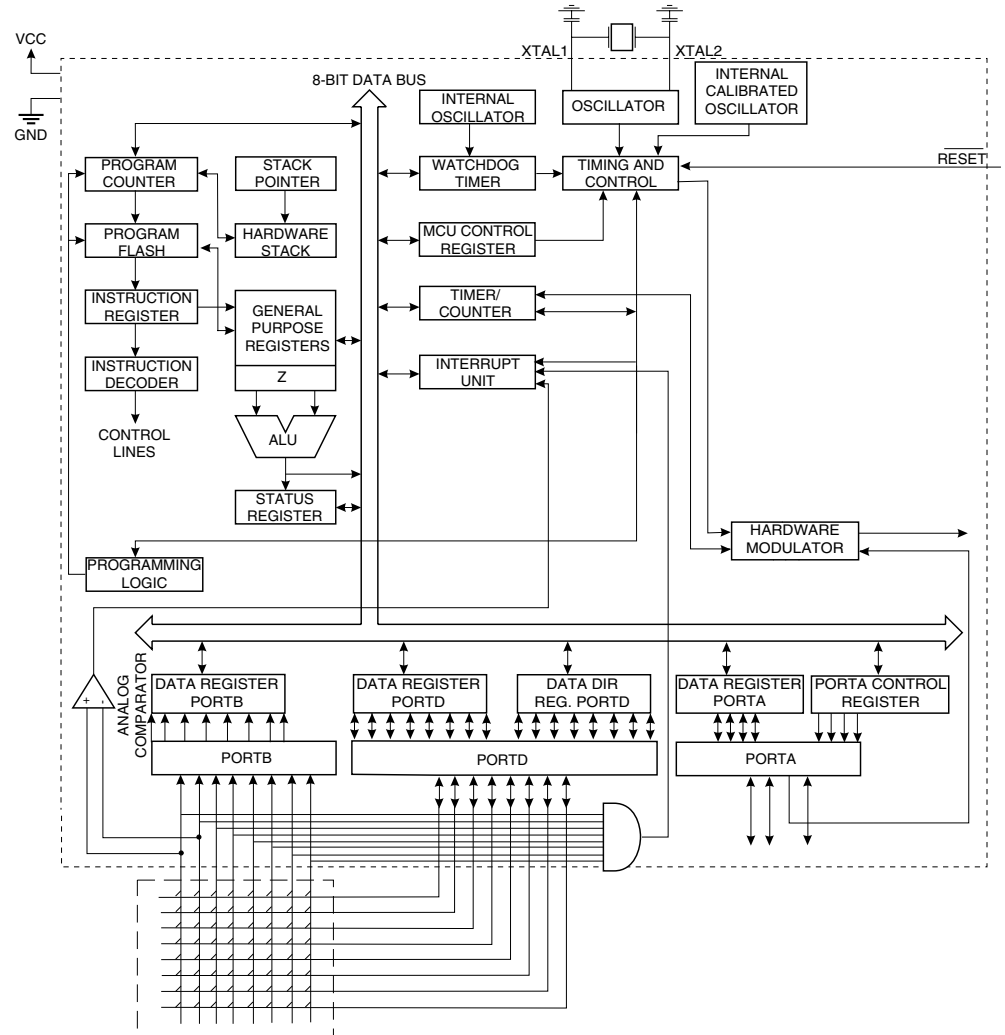 VCC
GND
XTAL1
XTAL2
8-BIT DATA BUS
INTERNAL
OSCILLATOR
OSCILLATOR
INTERNAL
CALIBRATED
OSCILLATOR
RESET
PROGRAM
COUNTER
STACK
POINTER
WATCHDOG
TIMER
TIMING AND
CONTROL
PROGRAM
FLASH
HARDWARE
STACK
MCU CONTROL
REGISTER
INSTRUCTION
REGISTER
GENERAL
PURPOSE
REGISTERS
Z
TIMER/
COUNTER
INSTRUCTION
DECODER
INTERRUPT
UNIT
CONTROL
LINES
ALU
STATUS
REGISTER
HARDWARE
MODULATOR
PROGRAMMING
LOGIC
+ -
ANALOG
COMPARATOR
DATA REGISTER
PORTB
DATA REGISTER
PORTD
DATA DIR
REG. PORTD
DATA REGISTER
PORTA
PORTA CONTROL
REGISTER
PORTB
PORTD
PORTA